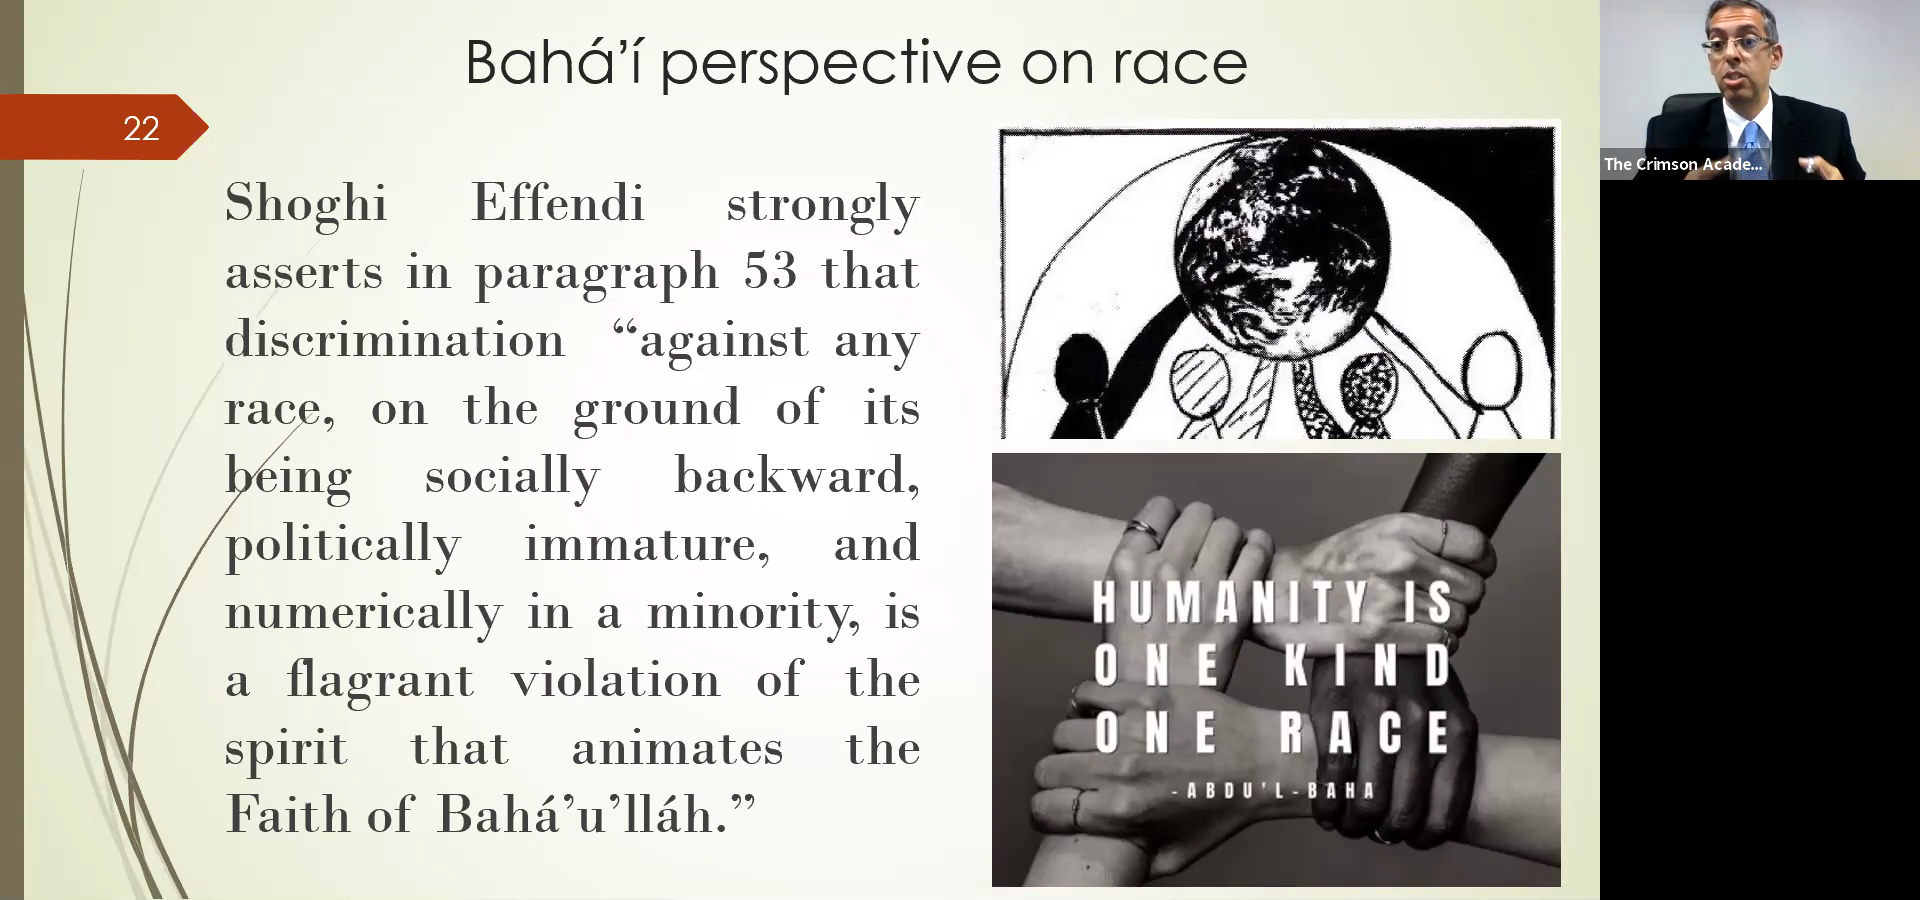 Bahá’í perspective on race
22
Shoghi Effendi strongly
asserts in paragraph 53 that
discrimination “against any
race, on the ground of its
being socially backward,
politically immature, and
numerically in a minority, is
a flagrant violation of the
spirit that animates the
Faith of Bahá’u’lláh.”
HUMANITY IS
ONE KIND
ONE RACE
-ABDU'L-BAHA
The Crimson Acade...